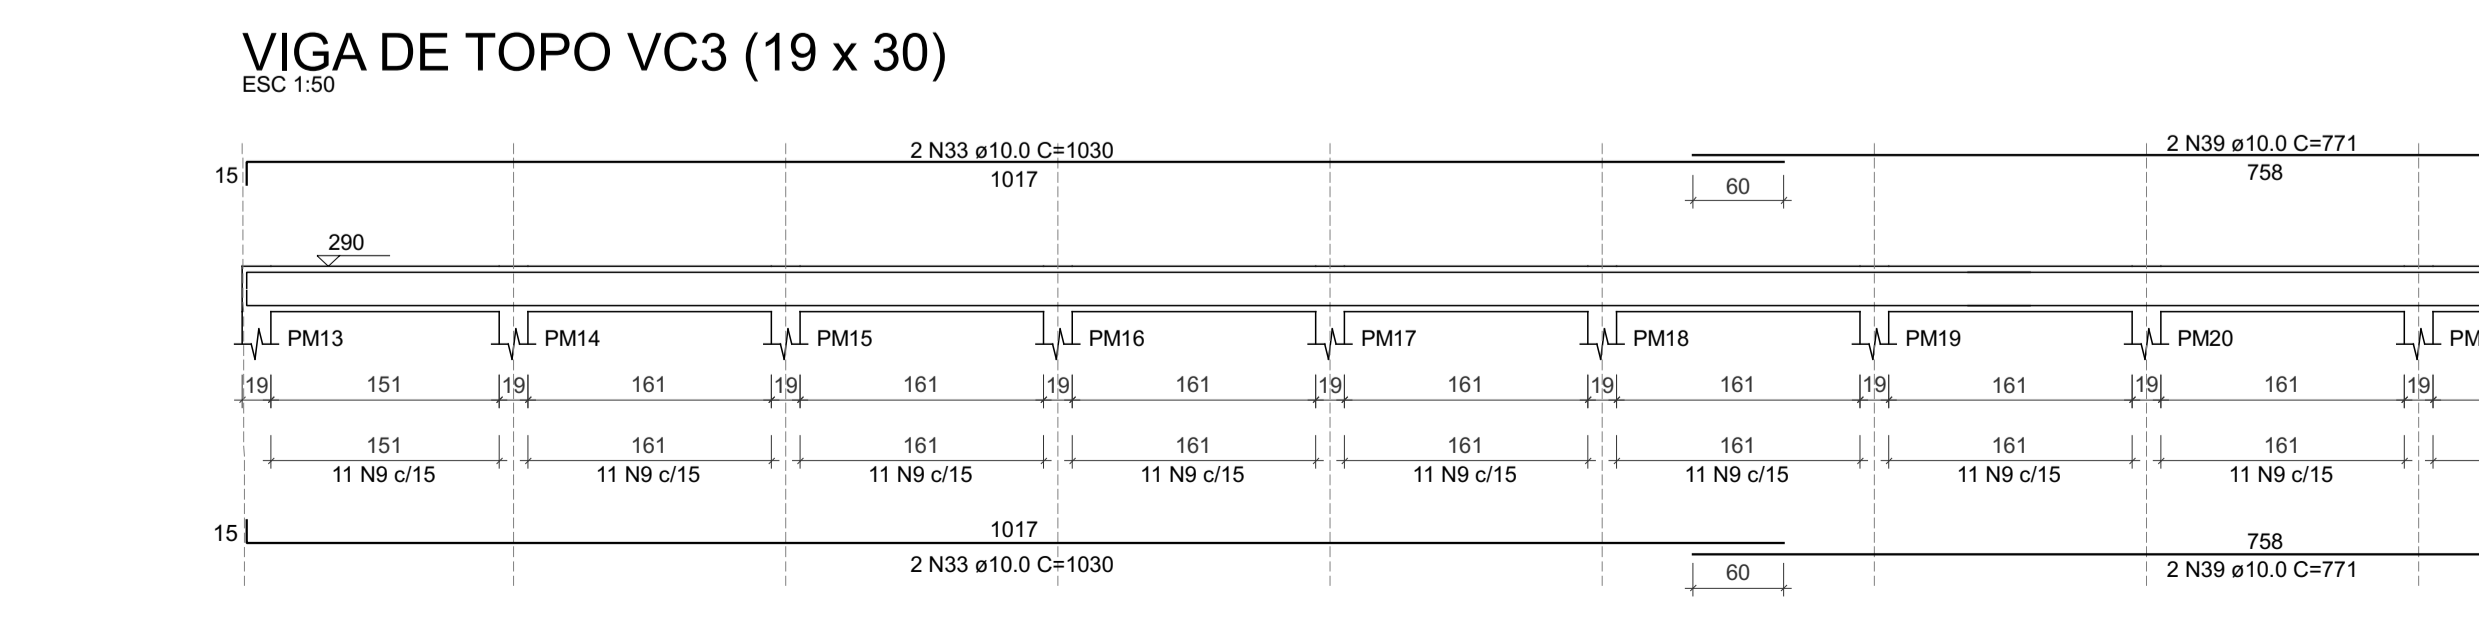 VIGA DE TOPO VC3 (19 x 30)
ESC 1:50
2 N33 ø10.0 C=1030
2 N39 ø10.0 C=771
15
1017
60
758
290
PM13 PM14 PM15 PM16 PM17 PM18 PM19 PM20 PM
19 151 19 161 19 161 19 161 19 161 19 161 19 161 19 161 19
151 161 161 161 161 161 161 161
11 N9 c/15 11 N9 c/15 11 N9 c/15 11 N9 c/15 11 N9 c/15 11 N9 c/15 11 N9 c/15 11 N9 c/15
15
1017
758
2 N33 ø10.0 C=1030
60
2 N39 ø10.0 C=771